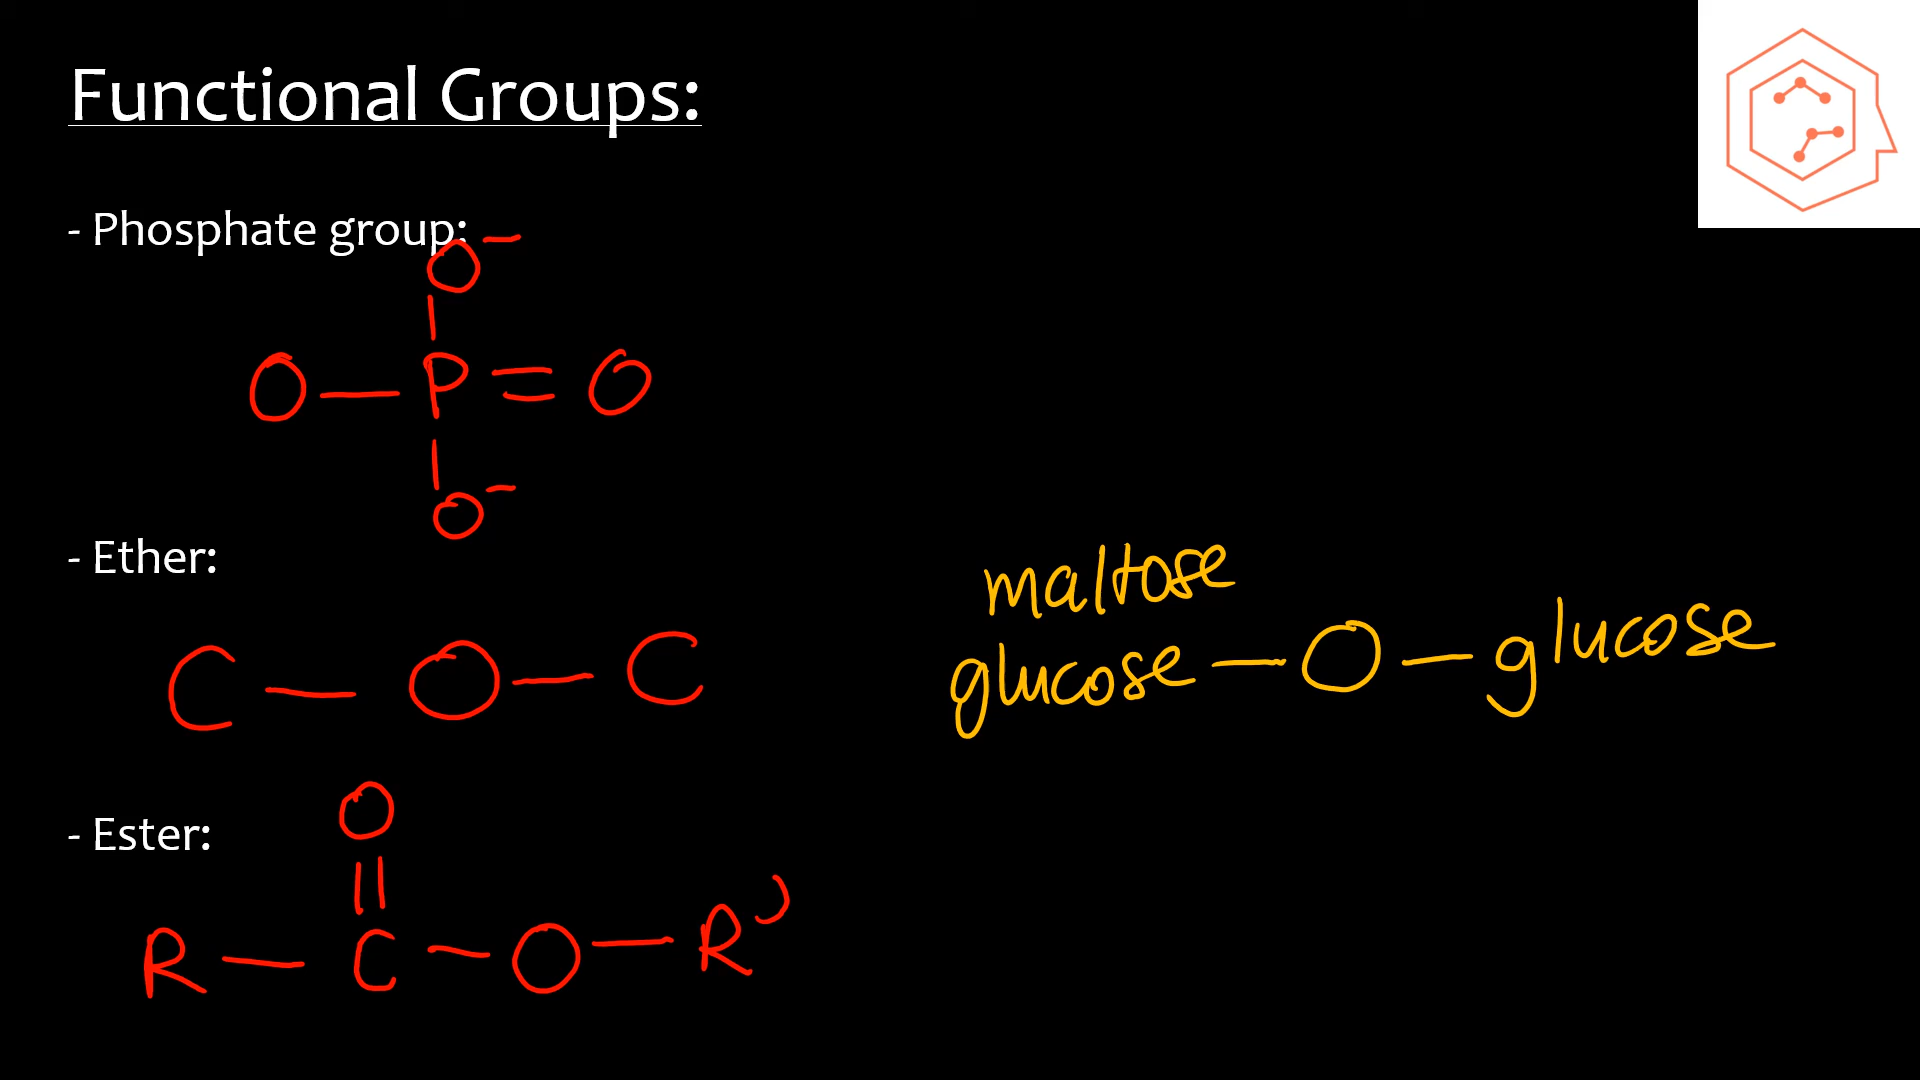 Functional Groups:
- Phosphate group:
O⁻
O — P = O
O⁻
- Ether:
C — O — C
maltose
glucose — O — glucose
- Ester:
O
||
R — C — O — R'